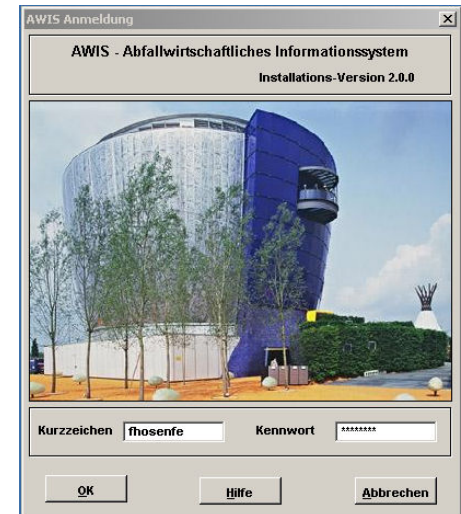 AWIS Anmeldung
AWIS - Abfallwirtschaftliches Informationssystem
Installations-Version 2.0.0
Kurzzeichen fhosenfe Kennwort ********
OK Hilfe Abbrechen